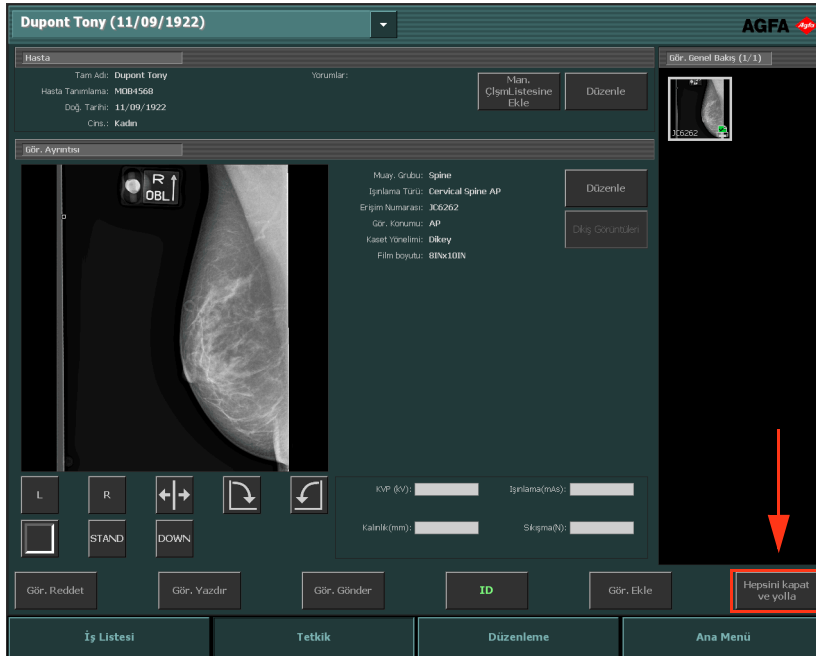 Dupont Tony (11/09/1922)
AGFA Agfa
Hasta
Tam Adı: Dupont Tony
Hasta Tanımlama: MOB4568
Doğ. Tarihi: 11/09/1922
Cins.: Kadın
Yorumlar:
Man.
ÇlşmListesine
Ekle
Düzenle
Gör. Genel Bakış (1/1)
JC6262
Gör. Ayrıntısı
R
OBL
Muay. Grubu: Spine
Işınlama Türü: Cervical Spine AP
Erişim Numarası: JC6262
Gör. Konumu: AP
Kaset Yönelimi: Dikey
Film boyutu: 8INx10IN
Düzenle
Dikiş Görüntüleri
L
R
STAND
DOWN
KVP (kV):
Işınlama(mAs):
Kalınlık(mm):
Sıkışma(N):
Gör. Reddet
Gör. Yazdır
Gör. Gönder
ID
Gör. Ekle
Hepsini kapat
ve yolla
İş Listesi
Tetkik
Düzenleme
Ana Menü